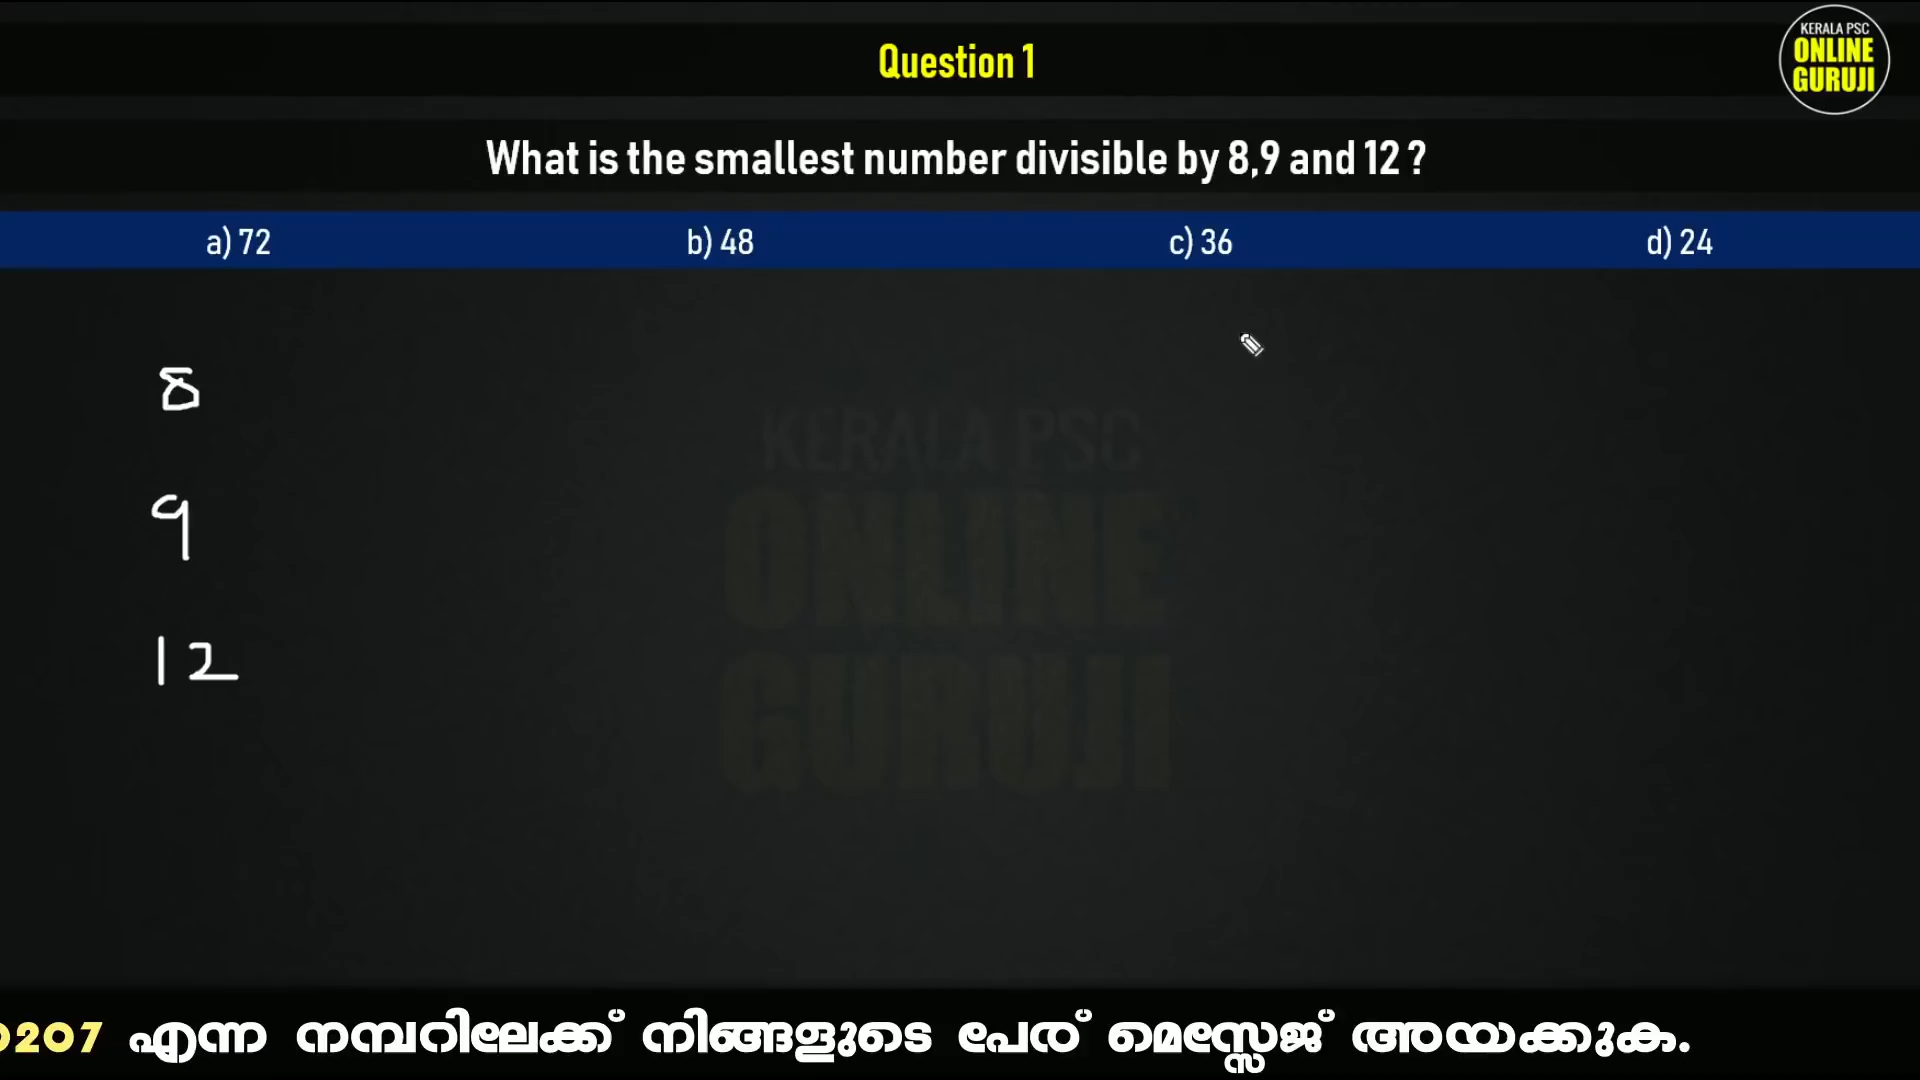 Question 1
KERALA PSC
ONLINE
GURUJI
What is the smallest number divisible by 8,9 and 12 ?
a) 72
b) 48
c) 36
d) 24
8
9
12
KERALA PSC
ONLINE
GURUJI
207 എന്ന നമ്പറിലേക്ക് നിങ്ങളുടെ പേര് മെസ്സേജ് അയക്കുക.